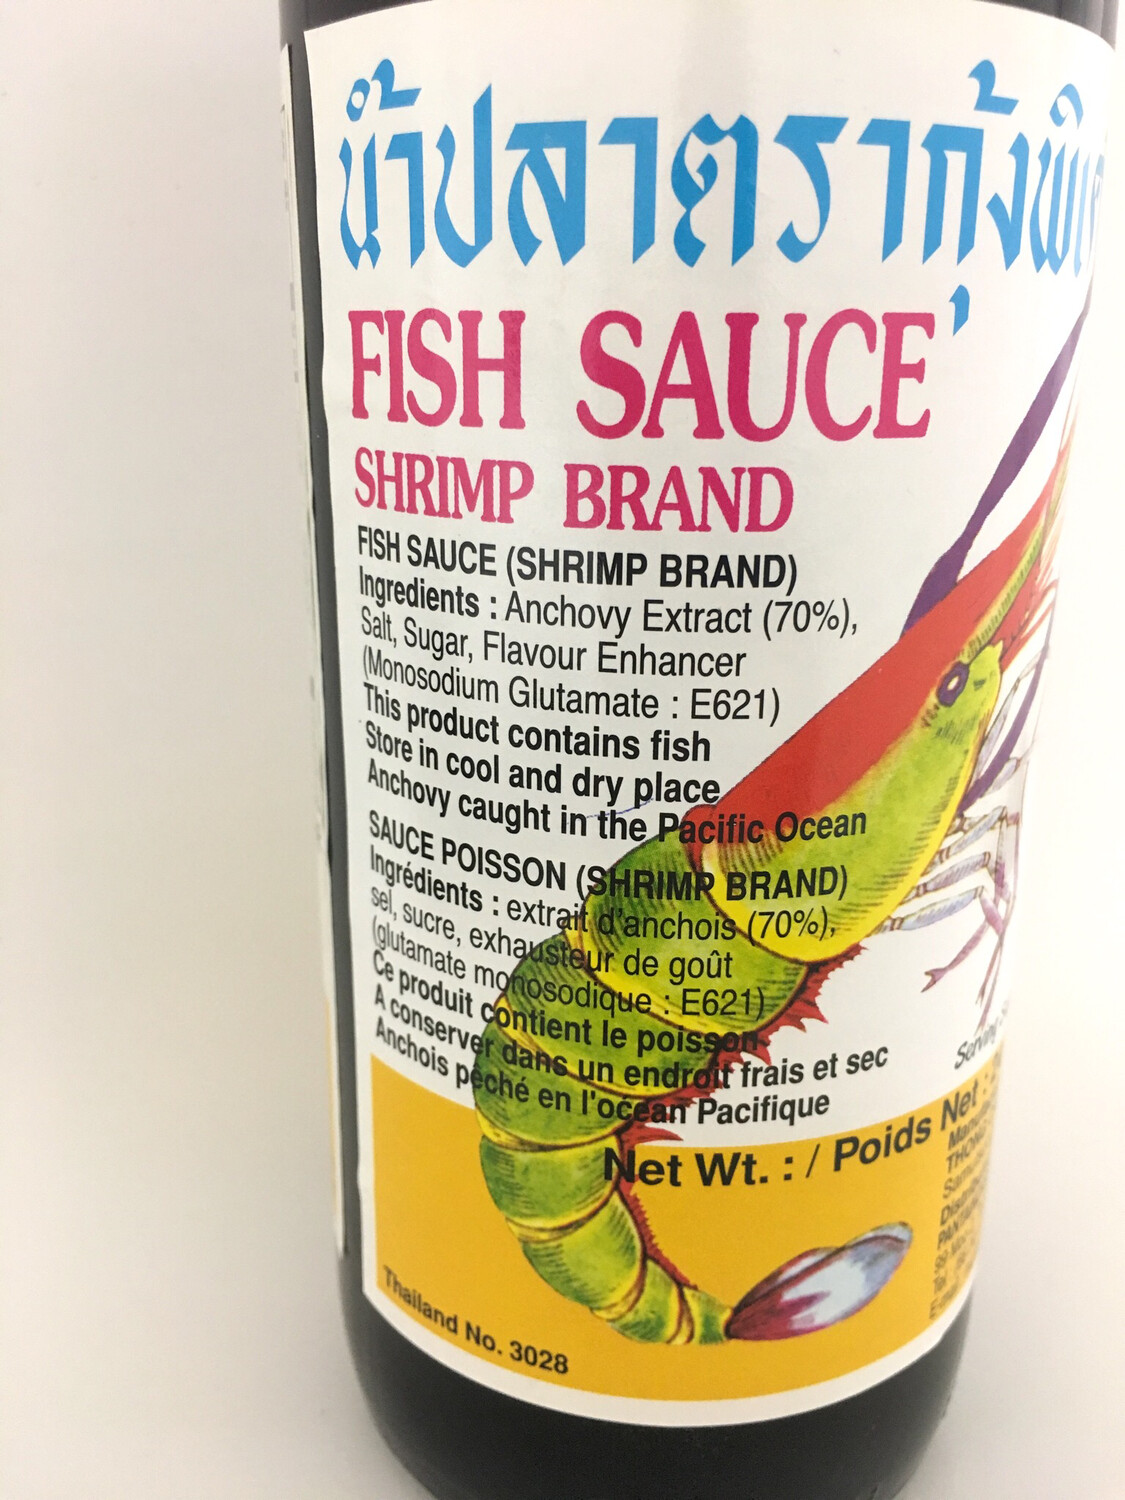 น้ำปลาตรากุ้ง
FISH SAUCE
SHRIMP BRAND
FISH SAUCE (SHRIMP BRAND)
Ingredients : Anchovy Extract (70%),
Salt, Sugar, Flavour Enhancer
(Monosodium Glutamate : E621)
This product contains fish
Store in cool and dry place
Anchovy caught in the Pacific Ocean
SAUCE POISSON (SHRIMP BRAND)
Ingrédients : extrait d'anchois (70%),
sel, sucre, exhausteur de goût
(glutamate monosodique : E621)
Ce produit contient le poisson
A conserver dans un endroit frais et sec
Anchois pêché en l'océan Pacifique
Serving
Net Wt. : / Poids Net :
Thailand No. 3028